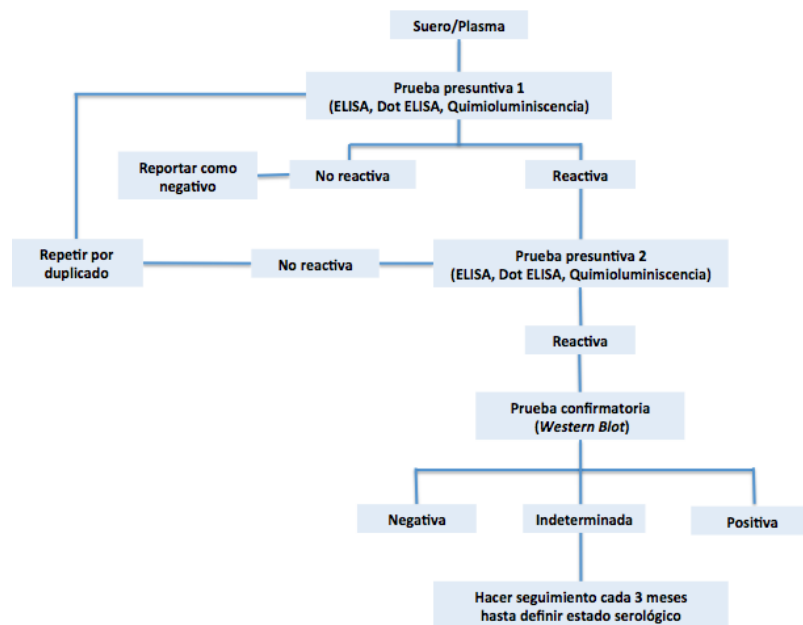 Suero/Plasma
Prueba presuntiva 1
(ELISA, Dot ELISA, Quimioluminiscencia)
Reportar como
negativo
No reactiva
Reactiva
Repetir por
duplicado
No reactiva
Prueba presuntiva 2
(ELISA, Dot ELISA, Quimioluminiscencia)
Reactiva
Prueba confirmatoria
(Western Blot)
Negativa
Indeterminada
Positiva
Hacer seguimiento cada 3 meses
hasta definir estado serológico